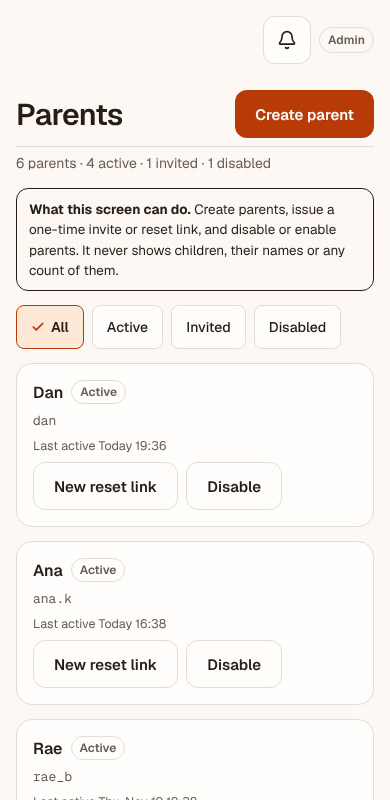 Admin
Parents
Create parent
6 parents · 4 active · 1 invited · 1 disabled
What this screen can do. Create parents, issue a
one-time invite or reset link, and disable or enable
parents. It never shows children, their names or any
count of them.
All
Active
Invited
Disabled
Dan Active
dan
Last active Today 19:36
New reset link
Disable
Ana Active
ana.k
Last active Today 16:38
New reset link
Disable
Rae Active
rae_b